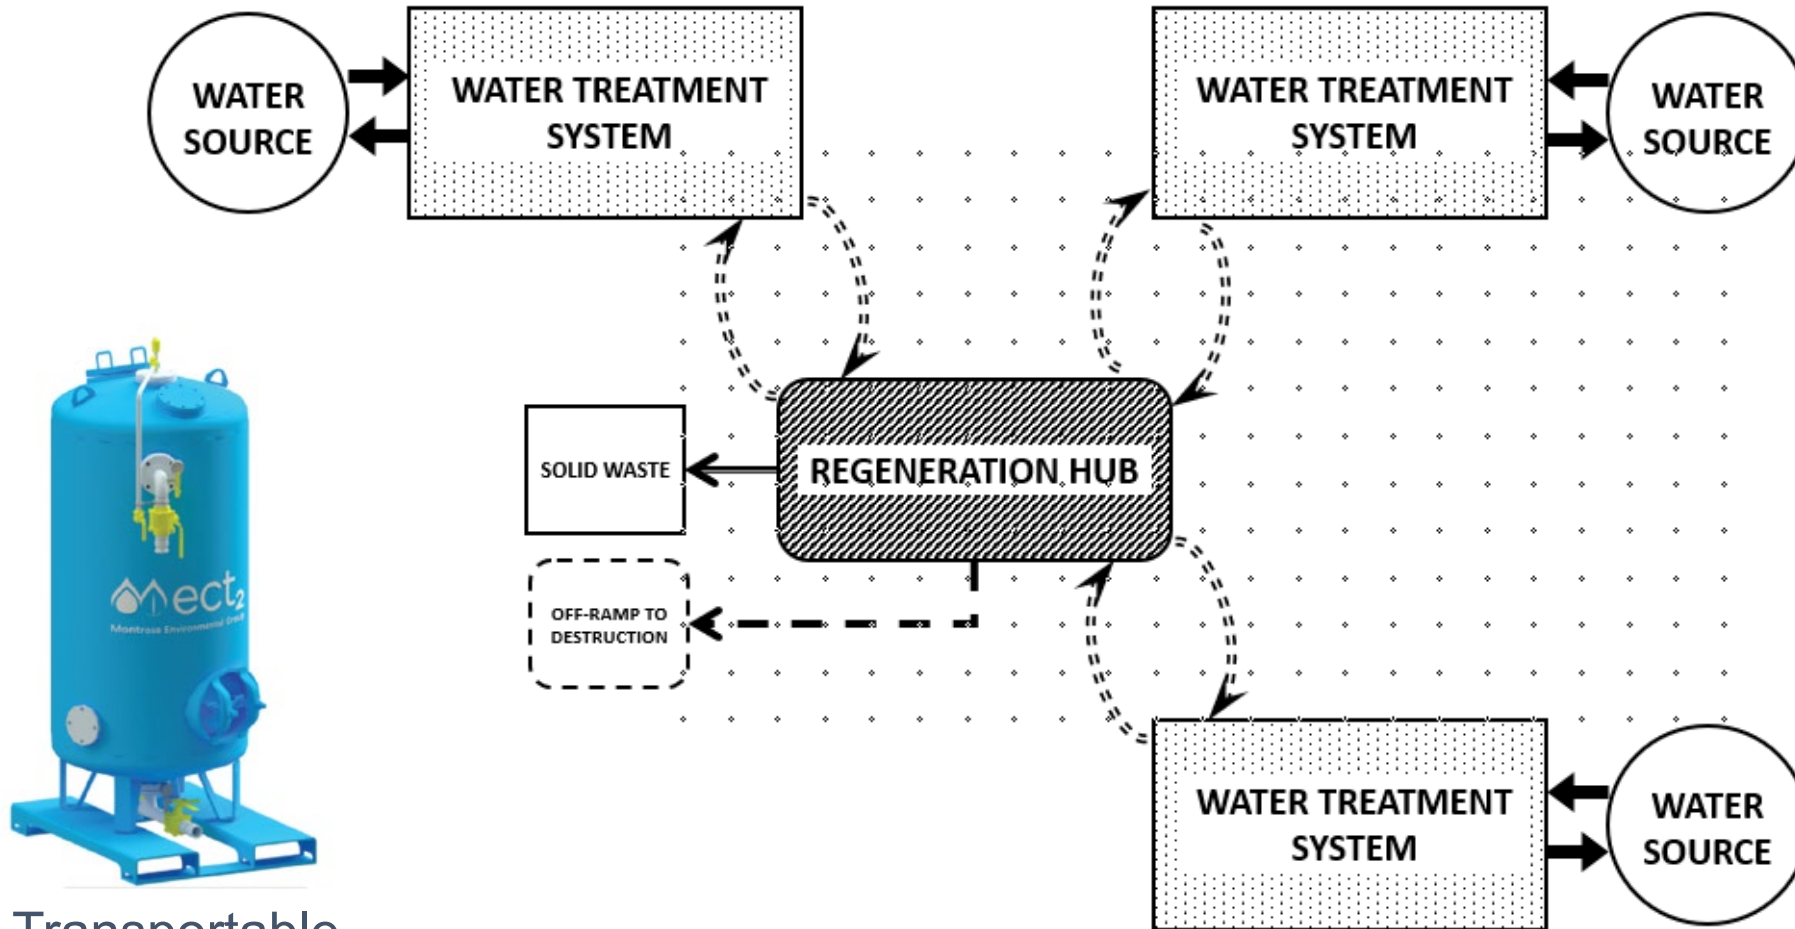 WATER
SOURCE
WATER TREATMENT
SYSTEM
WATER TREATMENT
SYSTEM
WATER
SOURCE
SOLID WASTE
REGENERATION HUB
OFF-RAMP TO
DESTRUCTION
ect2
Montrose Environmental Group
WATER TREATMENT
SYSTEM
WATER
SOURCE
Transportable